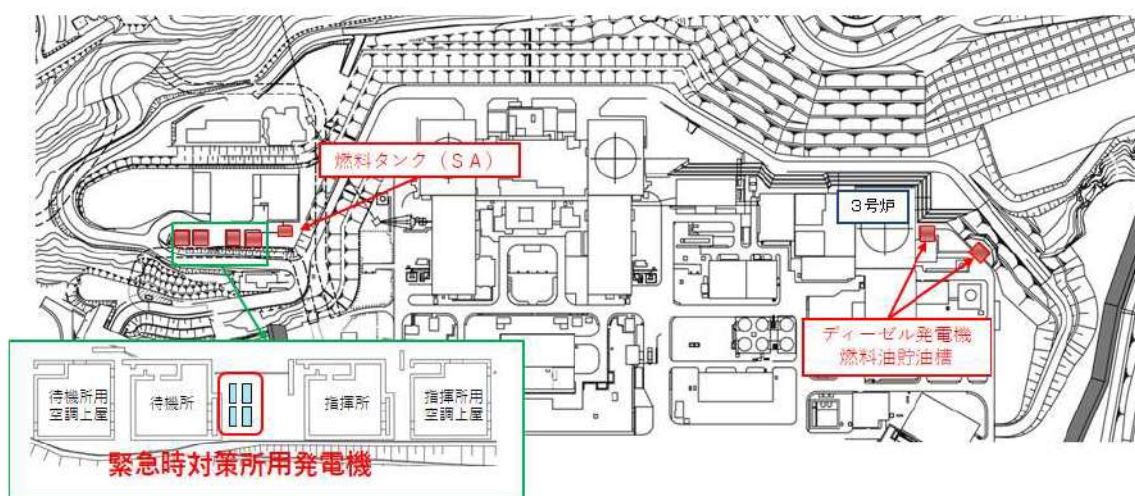 燃料タンク（ＳＡ）
３号炉
ディーゼル発電機
燃料油貯油槽
待機所用
空調上屋
待機所
指揮所
指揮所用
空調上屋
緊急時対策所用発電機